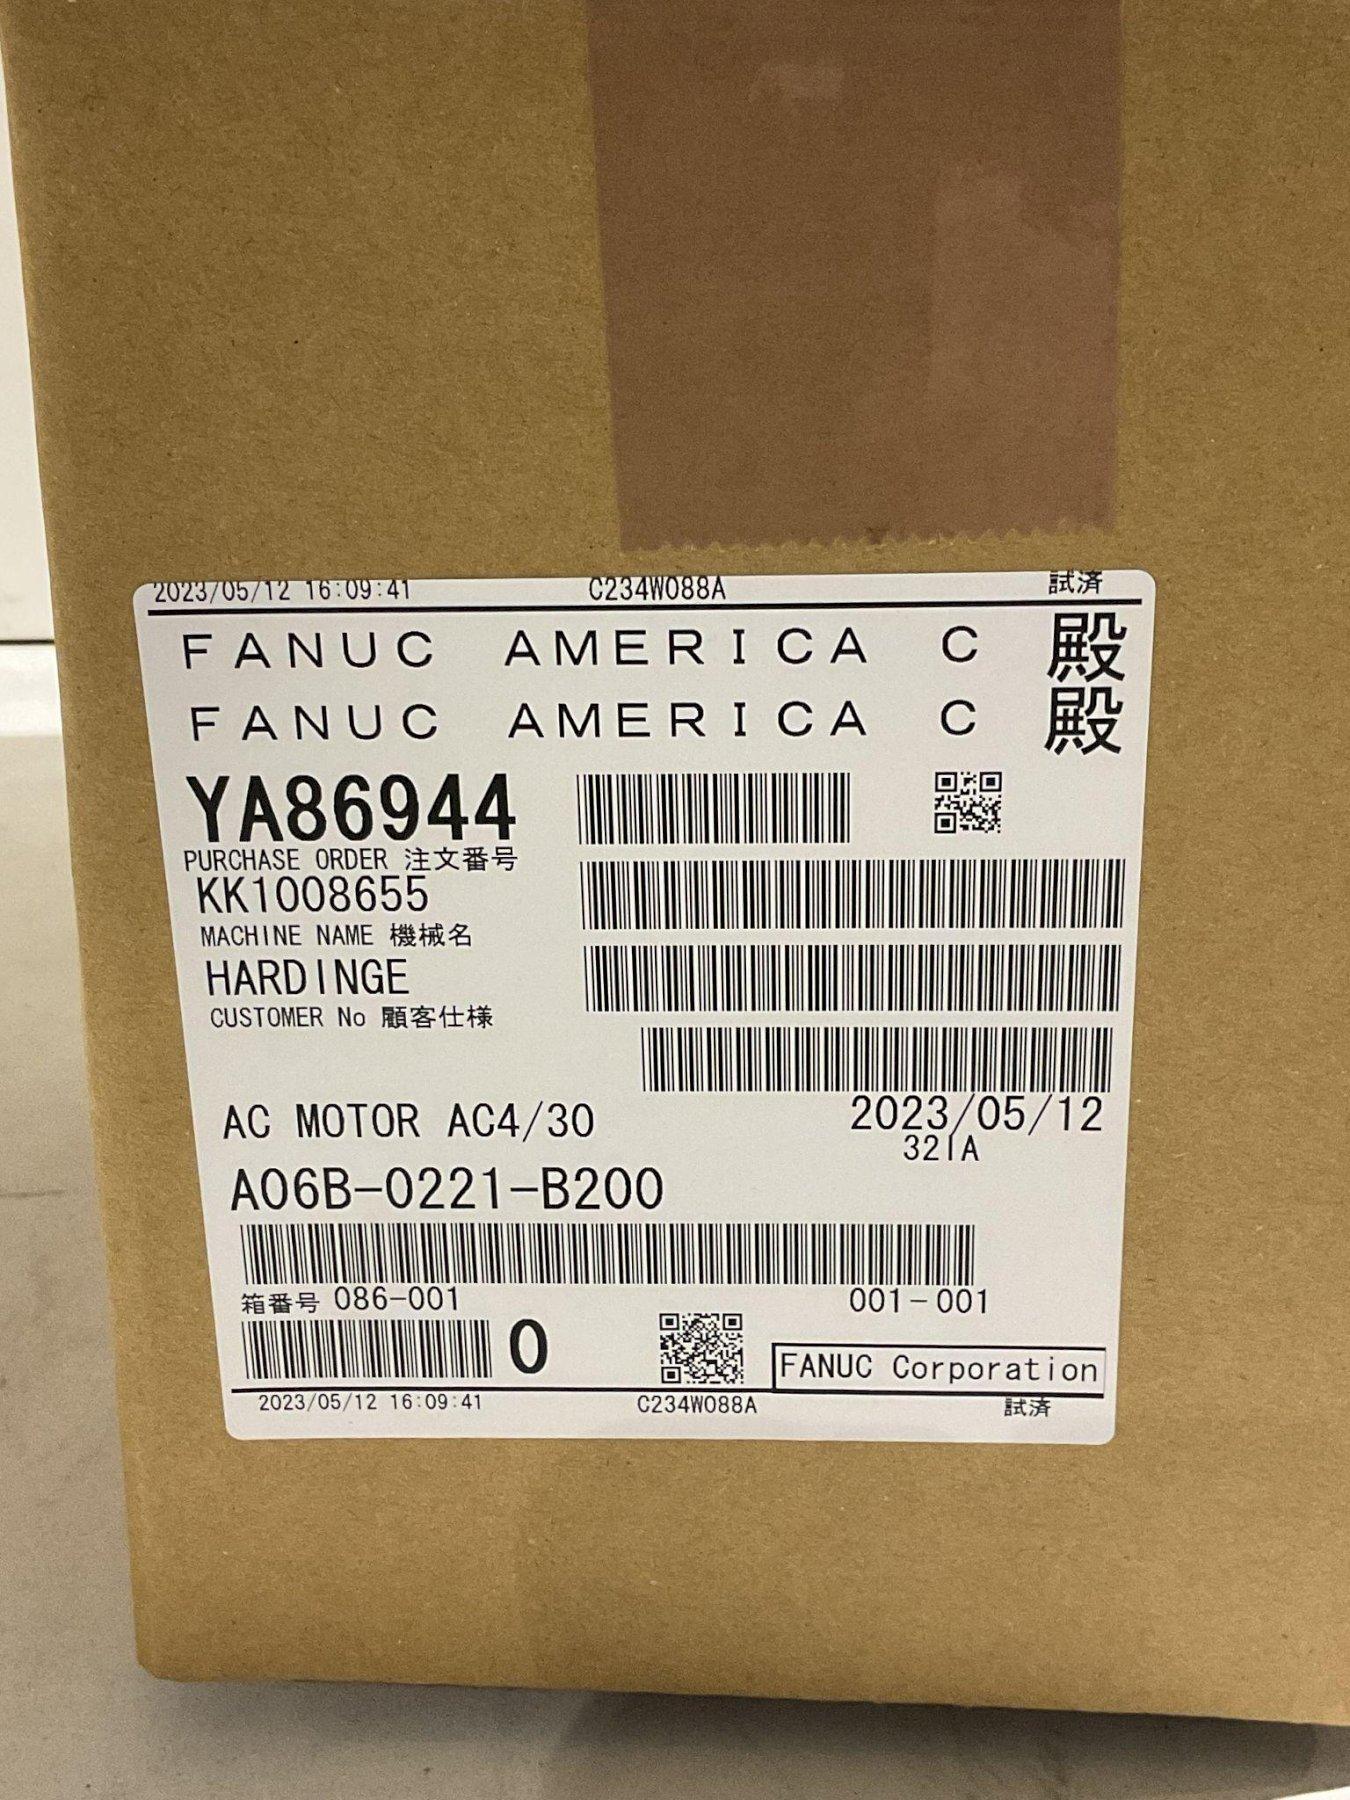 2023/05/12 16:09:41 C234W088A 試済
FANUC AMERICA C 殿
FANUC AMERICA C 殿
YA86944
PURCHASE ORDER 注文番号
KK1008655
MACHINE NAME 機械名
HARDINGE
CUSTOMER No 顧客仕様
AC MOTOR AC4/30 2023/05/12
321A
A06B-0221-B200
箱番号 086-001 001-001
0
FANUC Corporation
2023/05/12 16:09:41 C234W088A 試済